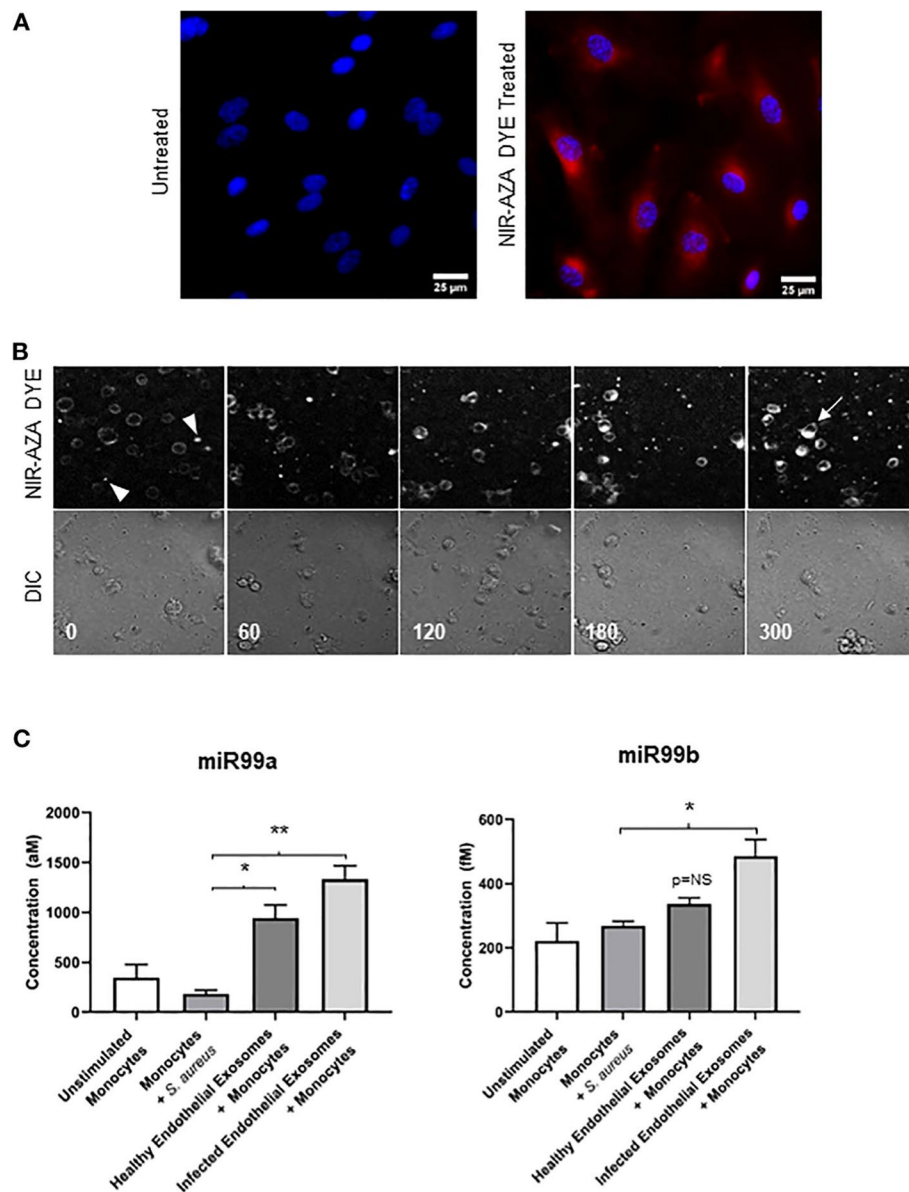 A
Untreated
25 µm
NIR-AZA DYE Treated
25 µm
B
NIR-AZA DYE
DIC
0
60
120
180
300
C
miR99a
Concentration (aM)
2000
1500
1000
500
0
**
*
Unstimulated
Monocytes
Monocytes
+ S. aureus
Healthy Endothelial Exosomes
+ Monocytes
Infected Endothelial Exosomes
+ Monocytes
miR99b
Concentration (fM)
600
400
200
0
*
p=NS
Unstimulated
Monocytes
Monocytes
+ S. aureus
Healthy Endothelial Exosomes
+ Monocytes
Infected Endothelial Exosomes
+ Monocytes